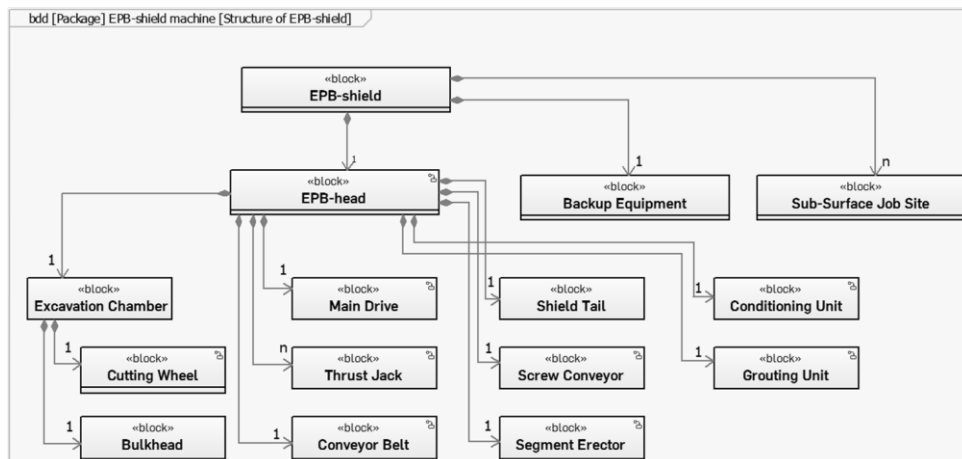 bdd [Package] EPB-shield machine [Structure of EPB-shield]
«block»
EPB-shield
1
1
n
«block»
EPB-head
«block»
Backup Equipment
«block»
Sub-Surface Job Site
1
«block»
Excavation Chamber
1
«block»
Main Drive
1
«block»
Shield Tail
1
«block»
Conditioning Unit
1
«block»
Cutting Wheel
n
«block»
Thrust Jack
1
«block»
Screw Conveyor
1
«block»
Grouting Unit
1
«block»
Bulkhead
1
«block»
Conveyor Belt
1
«block»
Segment Erector